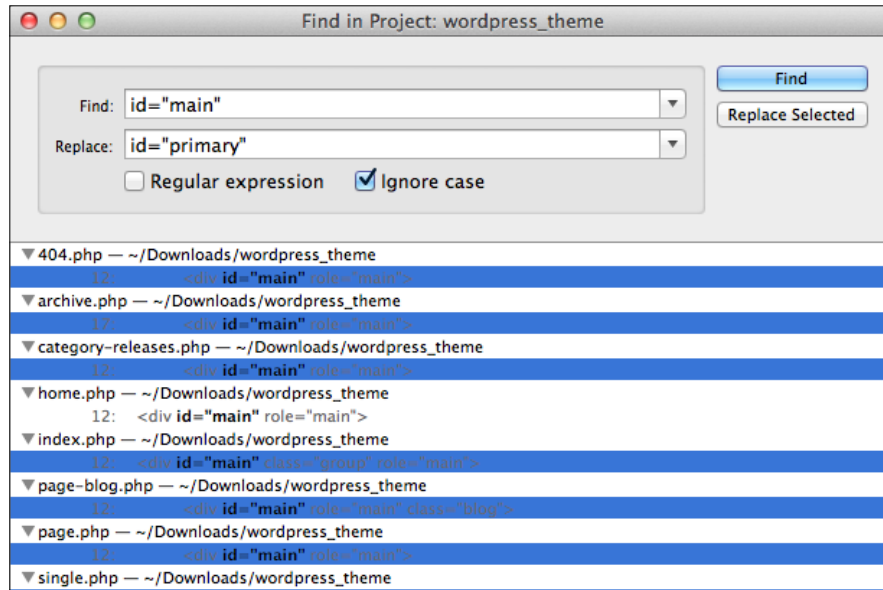 Find in Project: wordpress_theme
Find: id="main"
Find
Replace Selected
Replace: id="primary"
Regular expression Ignore case
404.php — ~/Downloads/wordpress_theme
12: <div id="main" role="main">
archive.php — ~/Downloads/wordpress_theme
17: <div id="main" role="main">
category-releases.php — ~/Downloads/wordpress_theme
12: <div id="main" role="main">
home.php — ~/Downloads/wordpress_theme
12: <div id="main" role="main">
index.php — ~/Downloads/wordpress_theme
12: <div id="main" class="group" role="main">
page-blog.php — ~/Downloads/wordpress_theme
12: <div id="main" role="main" class="blog">
page.php — ~/Downloads/wordpress_theme
12: <div id="main" role="main">
single.php — ~/Downloads/wordpress_theme